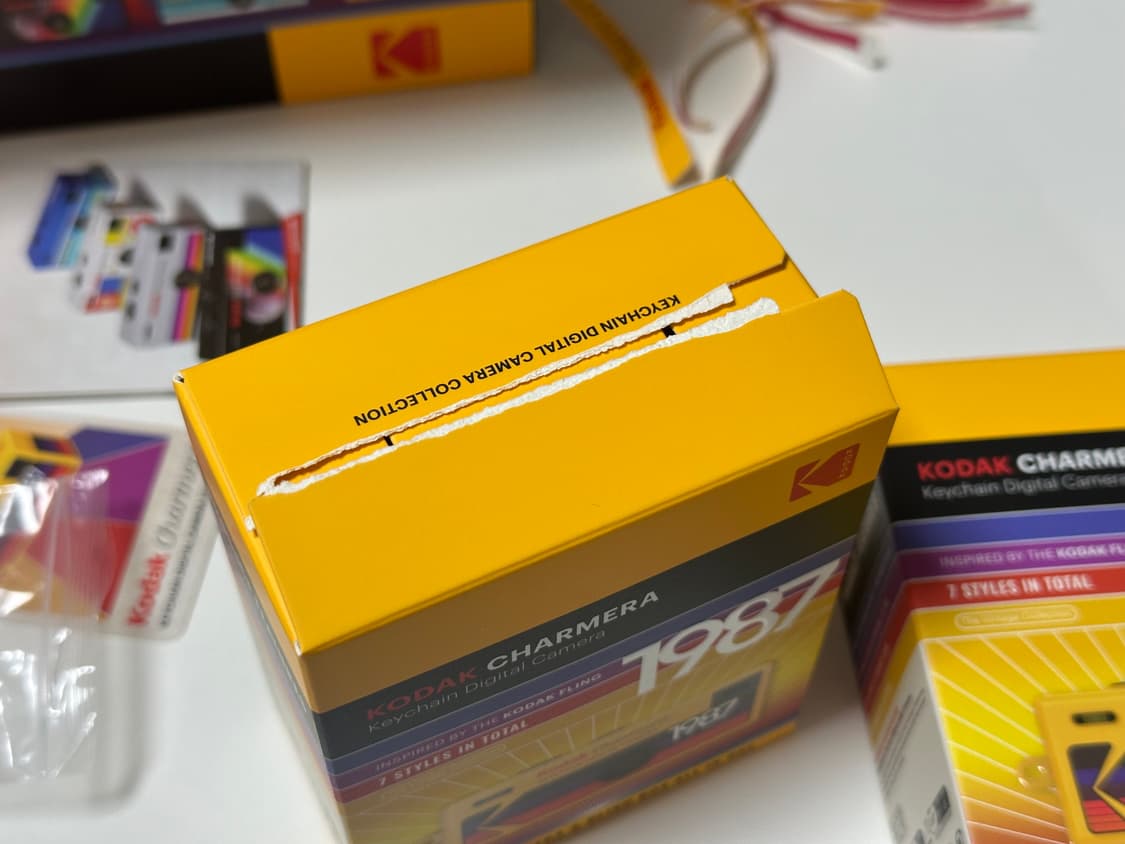 KEYCHAIN DIGITAL CAMERA COLLECTION
Kodak
KODAK CHARMERA
Keychain Digital Camera
1987
INSPIRED BY THE KODAK FLING
7 STYLES IN TOTAL
1987
Kodak Charmera
KODAK CHARME
Keychain Digital Camera
INSPIRED BY THE KODAK FL
7 STYLES IN TOTAL